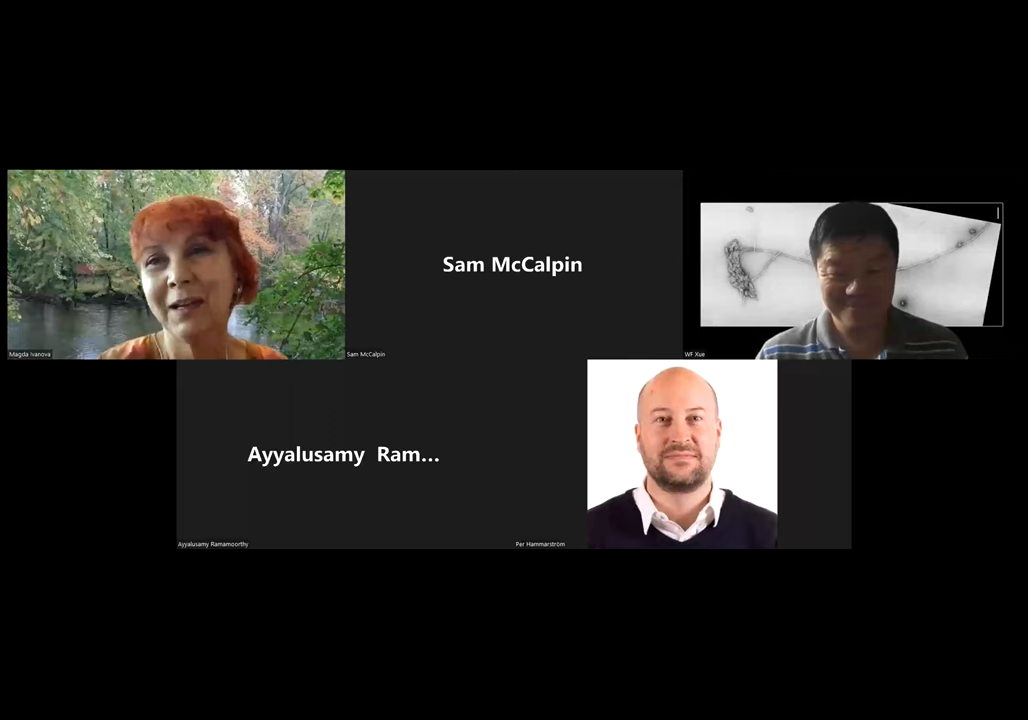 Sam McCalpin
Magda Ivanova
Sam McCalpin
WF Xue
Ayyalusamy Ram...
Ayyalusamy Ramamoorthy
Per Hammarström